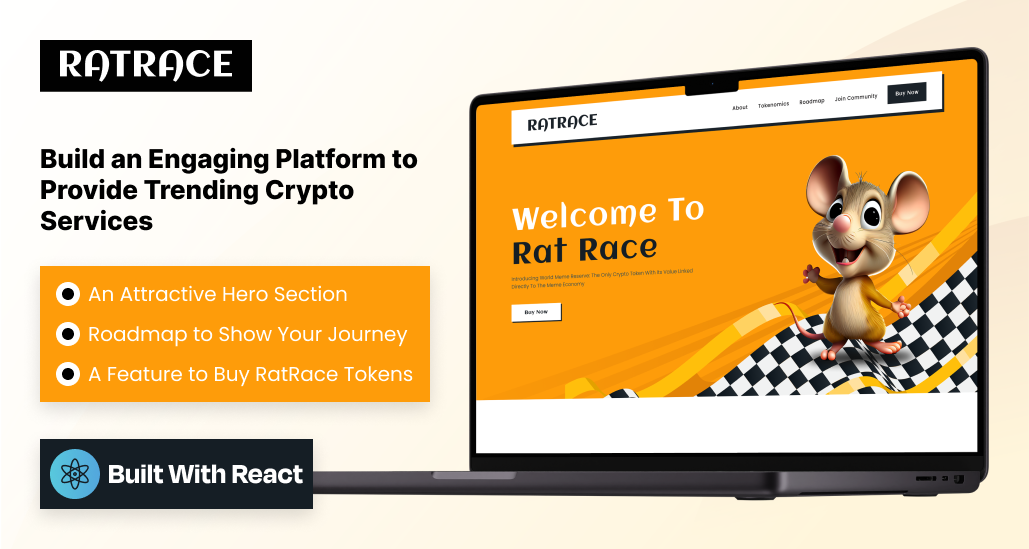 RATRACE
Build an Engaging Platform to
Provide Trending Crypto
Services
An Attractive Hero Section
Roadmap to Show Your Journey
A Feature to Buy RatRace Tokens
Built With React
RATRACE
About Tokenomics Roadmap Join Community Buy Now
Welcome To
Rat Race
Introducing World Meme Reserve: The Only Crypto Token With Its Value Linked
Directly To The Meme Economy
Buy Now